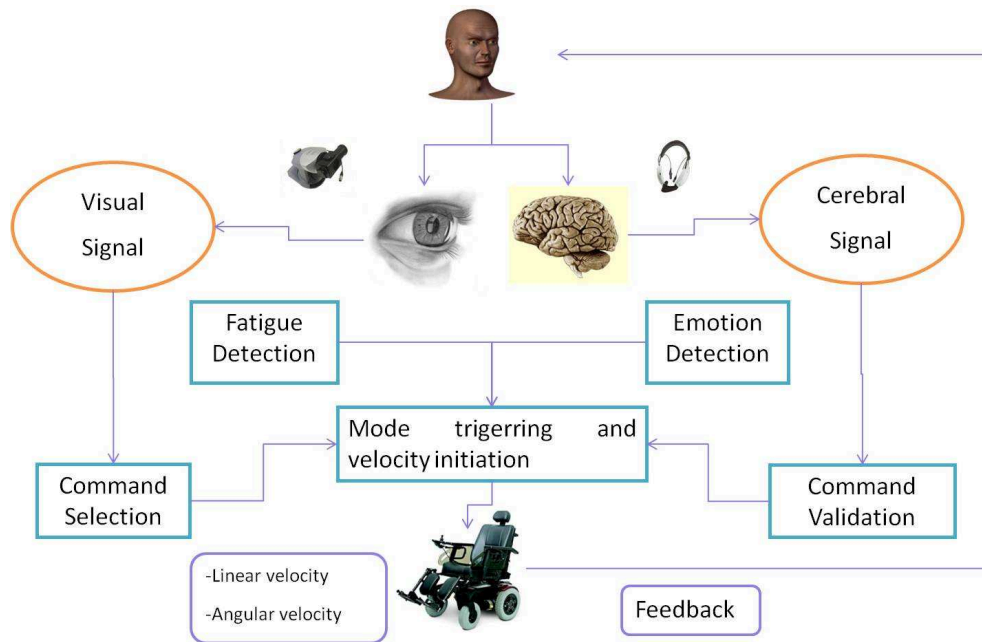 Visual
Signal
Cerebral
Signal
Fatigue
Detection
Emotion
Detection
Mode trigerring and
velocity initiation
Command
Selection
Command
Validation
-Linear velocity
-Angular velocity
Feedback